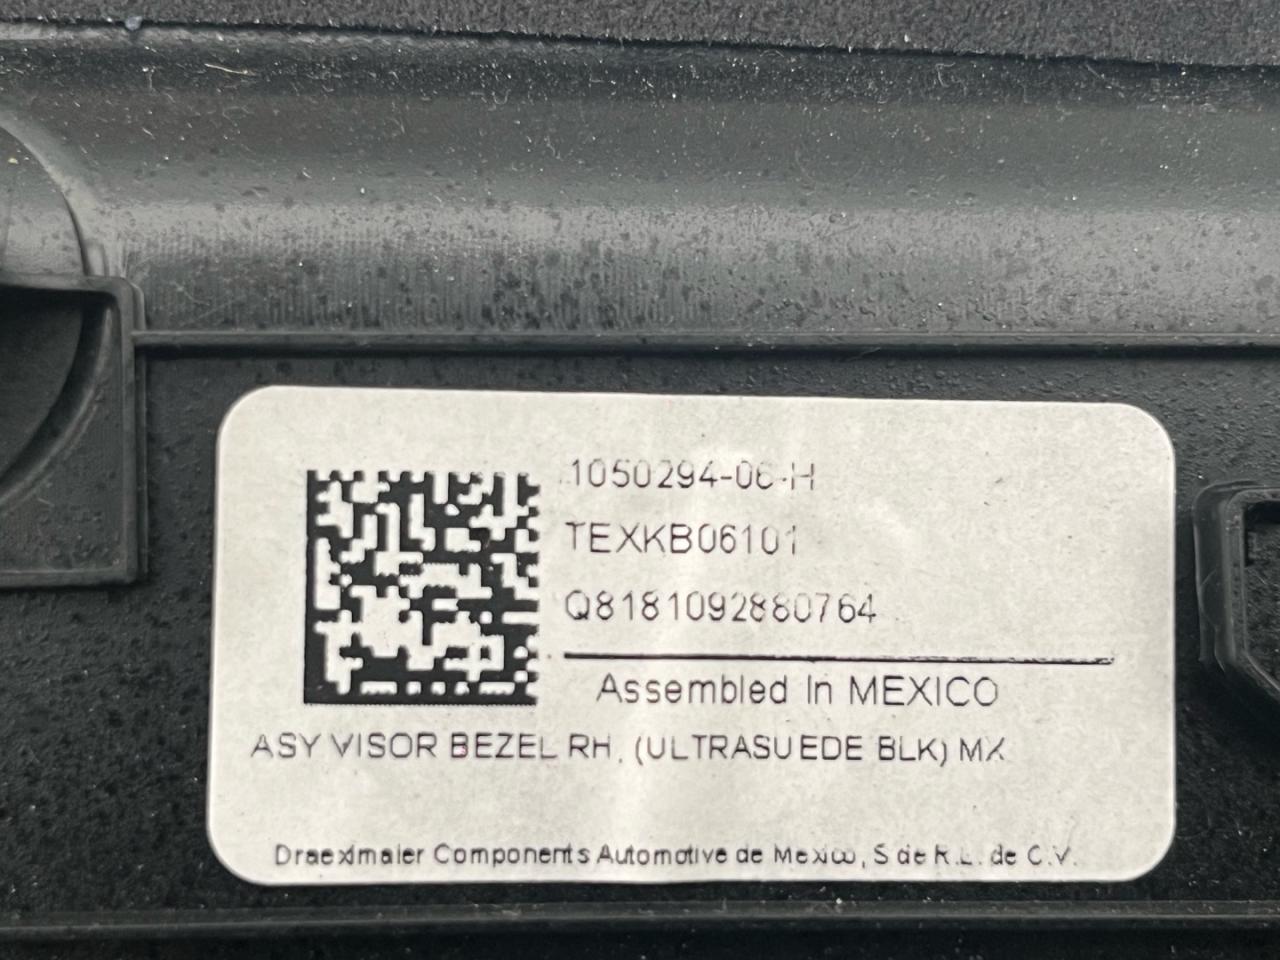 1050294-06-H
TEXKB06101
Q8181092880764
Assembled In MEXICO
ASY VISOR BEZEL RH, (ULTRASUEDE BLK) MX
Draexlmaier Components Automotive de Mexico, S de R.L. de C.V.